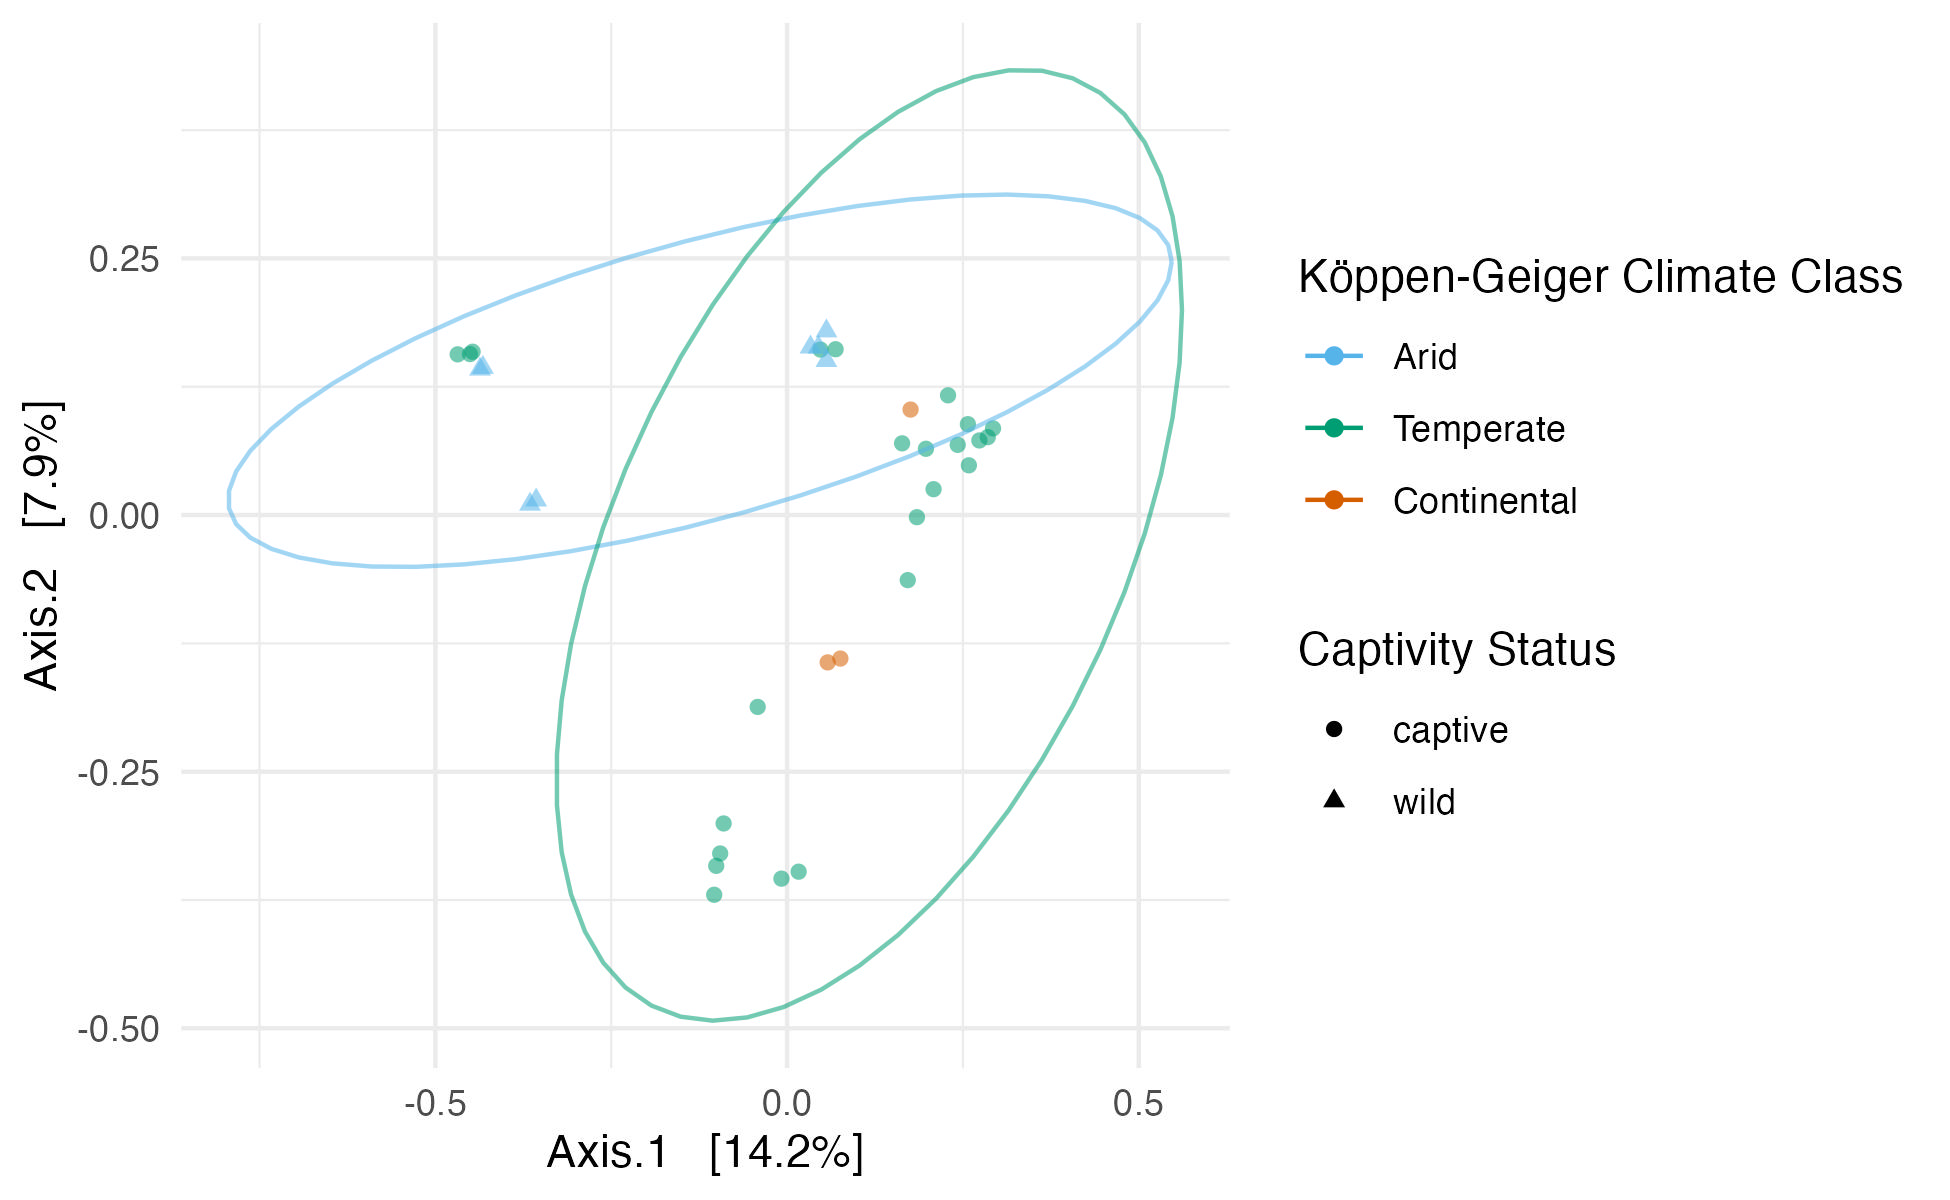 0.25
0.00
-0.25
-0.50
Axis.2 [7.9%]
-0.5 0.0 0.5
Axis.1 [14.2%]
Köppen-Geiger Climate Class
Arid
Temperate
Continental
Captivity Status
captive
wild